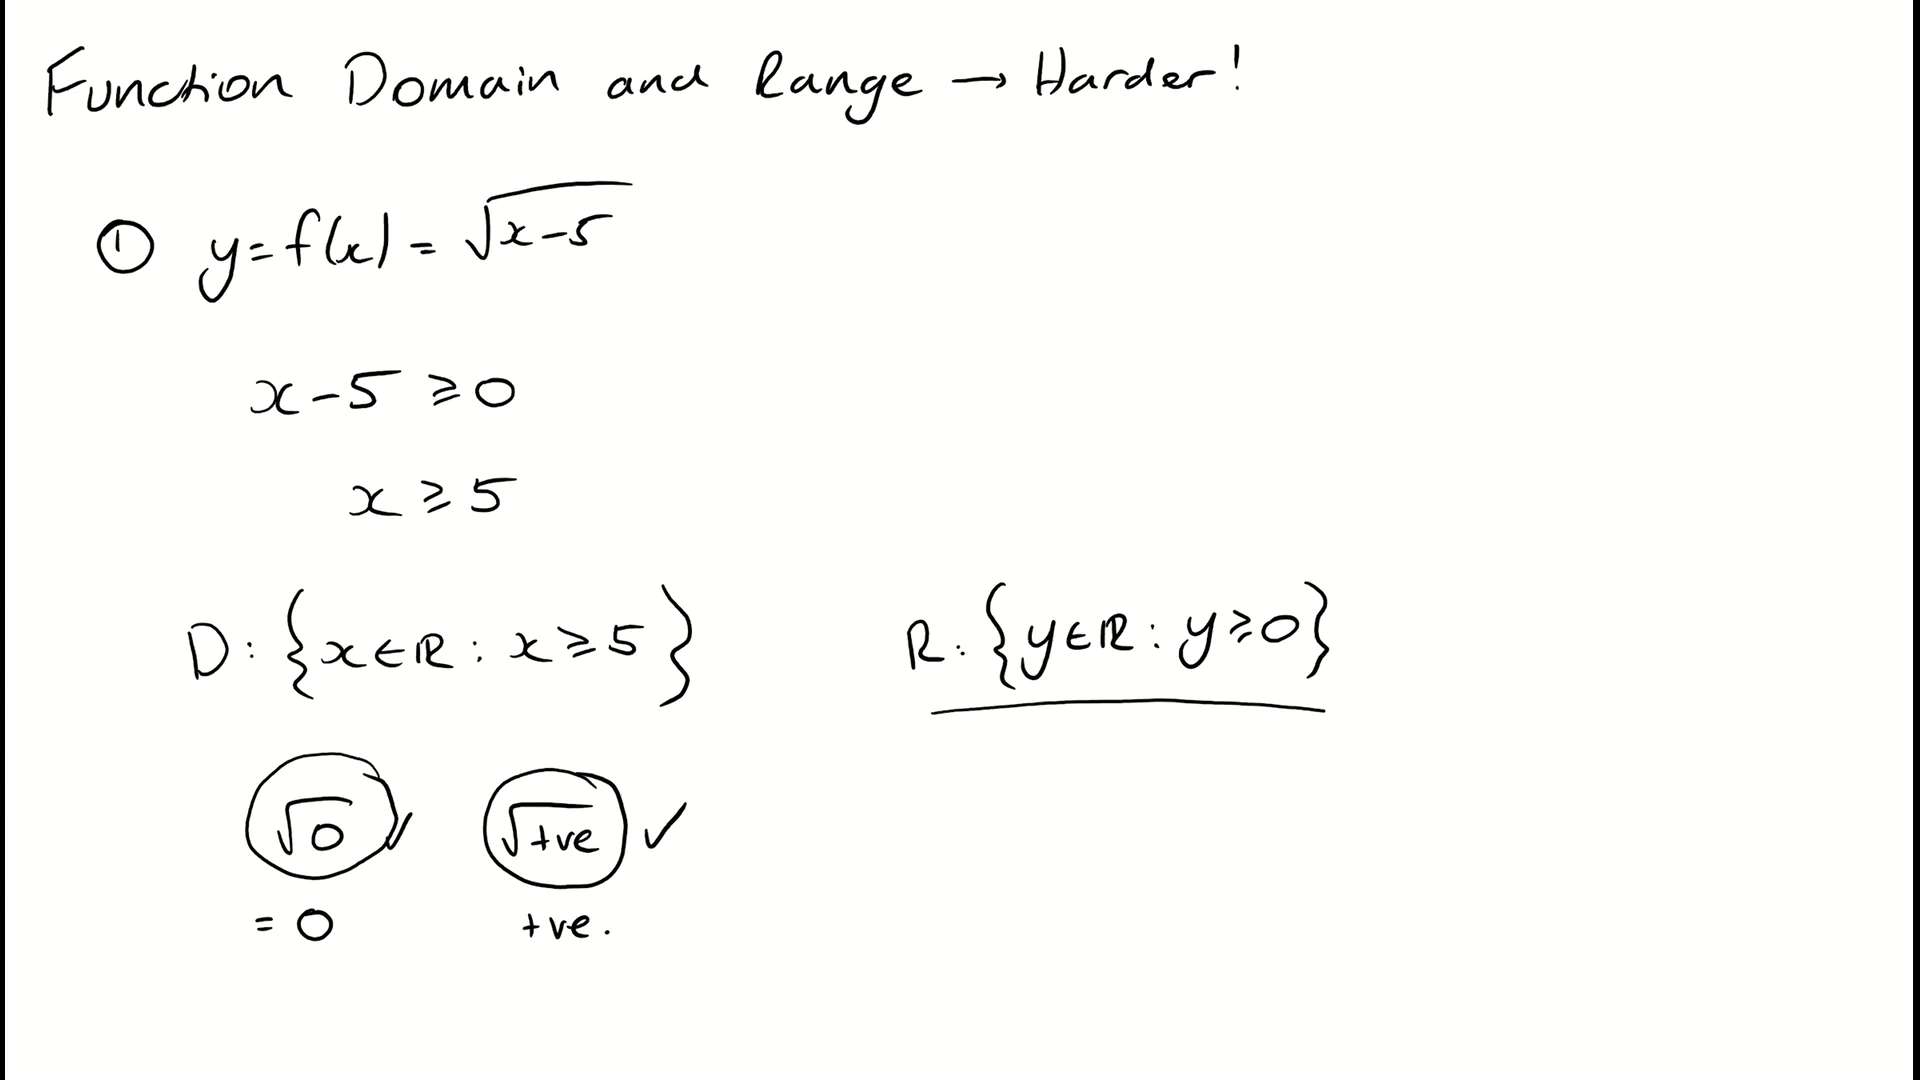 Function Domain and Range → Harder!
① y = f(x) = √x-5
x - 5 ⩾ 0
x ⩾ 5
D: {x∈ℝ : x ⩾ 5} R: {y∈ℝ : y ⩾ 0}
√0 ✓ √+ve ✓
= 0 +ve.